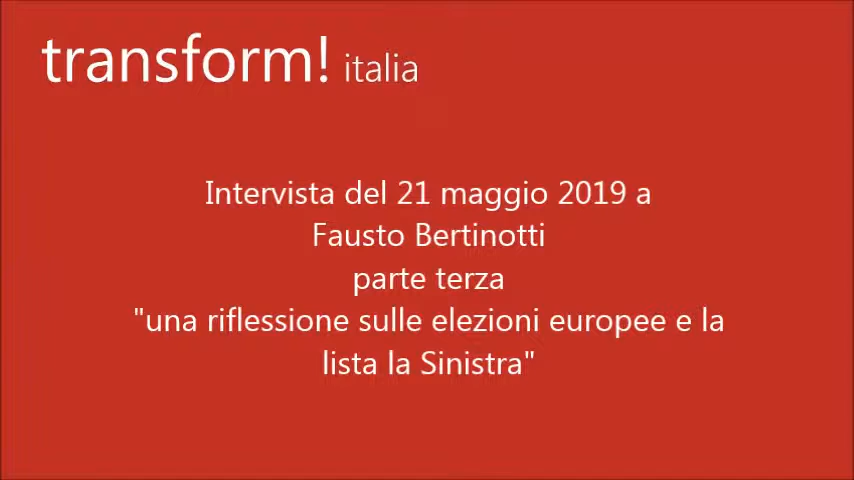 transform! italia
Intervista del 21 maggio 2019 a
Fausto Bertinotti
parte terza
"una riflessione sulle elezioni europee e la
lista la Sinistra"